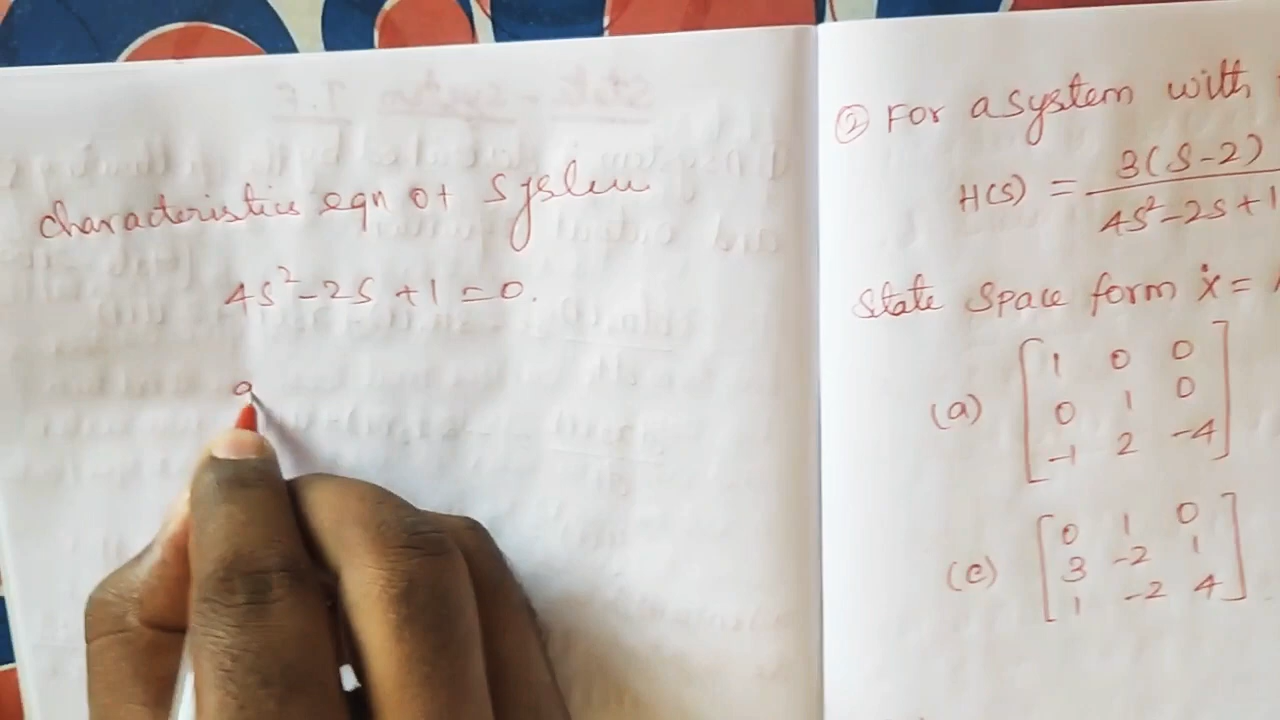 characteristics eqn of system
4S²-2S+1=0.
② For a system with
H(S) = 3(S-2)
4S²-2S+1
State Space form ẋ =
(a) [1 0 0
0 1 0
-1 2 -4]
(c) [0 1 0
3 -2 1
1 -2 4]